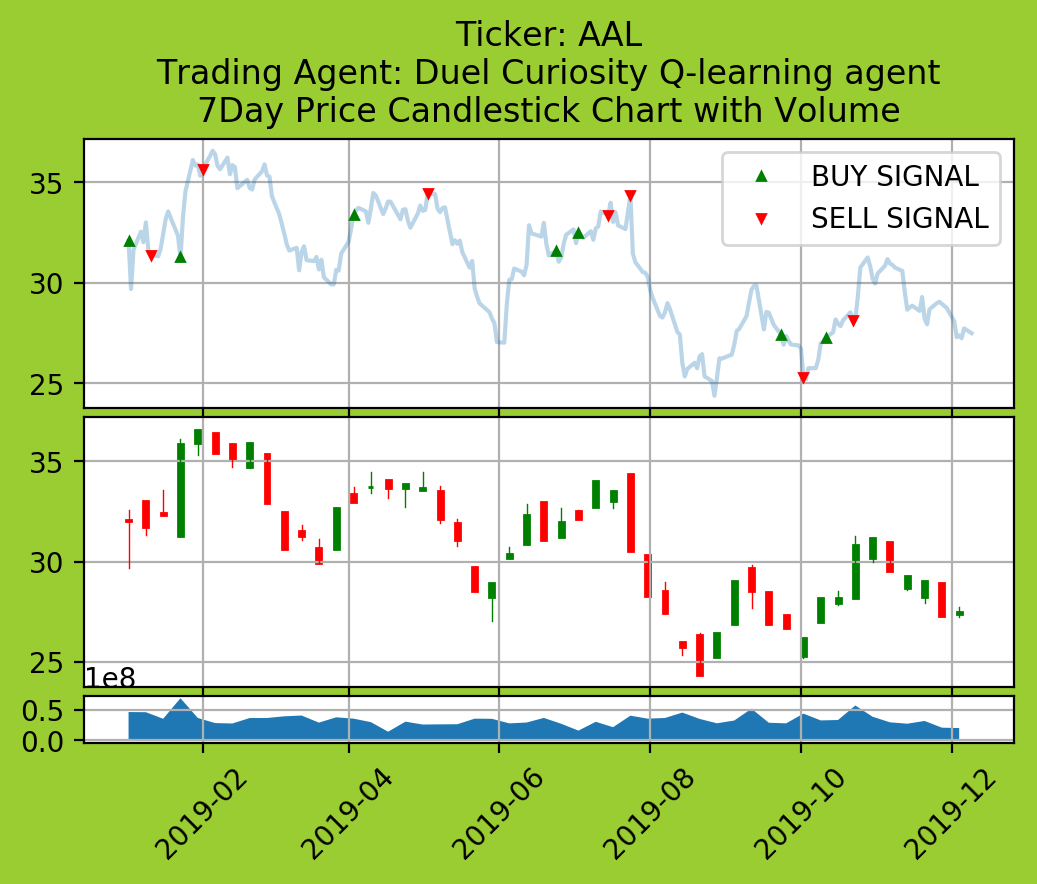 Ticker: AAL
Trading Agent: Duel Curiosity Q-learning agent
7Day Price Candlestick Chart with Volume
BUY SIGNAL
SELL SIGNAL
35
30
25
35
30
25
1e8
0.5
0.0
2019-02
2019-04
2019-06
2019-08
2019-10
2019-12